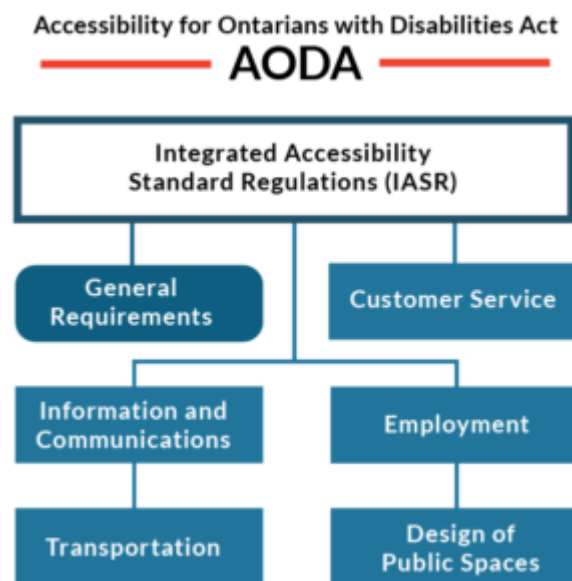 Accessibility for Ontarians with Disabilities Act
AODA
Integrated Accessibility
Standard Regulations (IASR)
General
Requirements
Customer Service
Information and
Communications
Employment
Transportation
Design of
Public Spaces